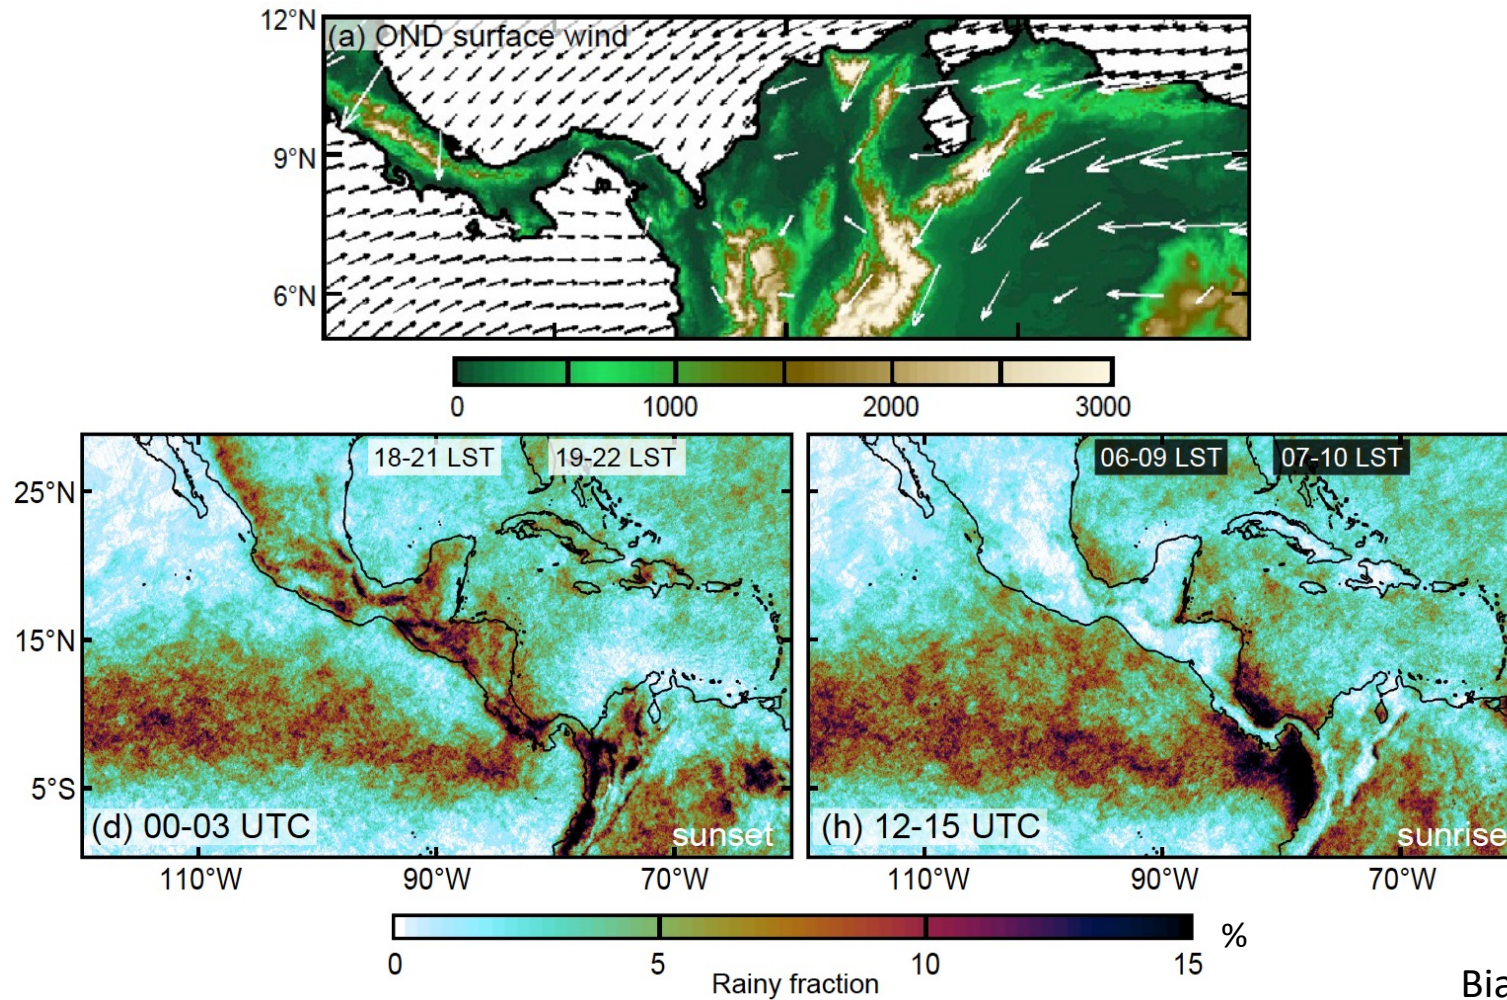 12°N
(a) OND surface wind
9°N
6°N
0 1000 2000 3000
18-21 LST 19-22 LST
06-09 LST 07-10 LST
25°N
15°N
5°S
(d) 00-03 UTC sunset
(h) 12-15 UTC sunrise
110°W 90°W 70°W
110°W 90°W 70°W
%
0 5 10 15
Rainy fraction
Bia